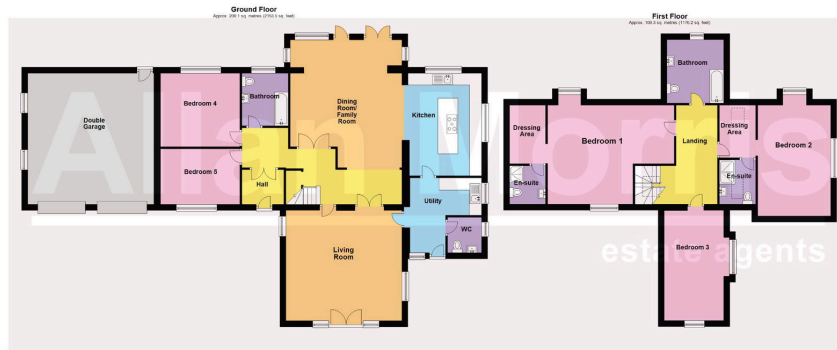 Ground Floor
Approx. 200.1 sq. metres (2153.5 sq. feet)
First Floor
Approx. 109.3 sq. metres (1176.2 sq. feet)
Double
Garage
Bedroom 4
Bedroom 5
Bathroom
Hall
Dining
Room/
Family
Room
Kitchen
Utility
WC
Living
Room
Bathroom
Dressing
Area
Bedroom 1
Landing
Dressing
Area
Bedroom 2
En-suite
En-suite
Bedroom 3
Allan Morris
estate agents